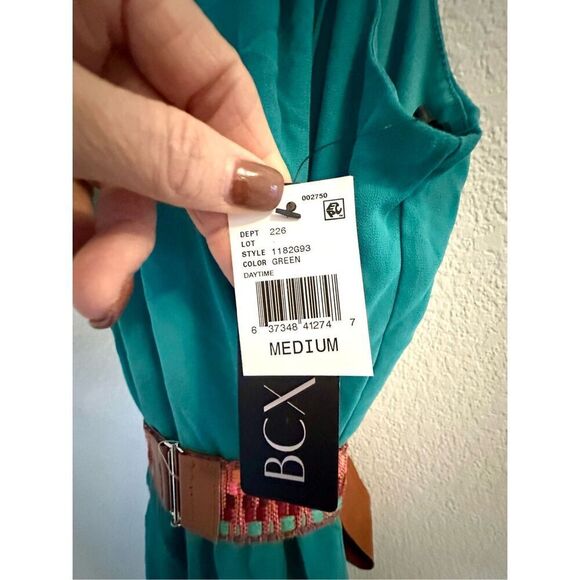 002750
DEPT 226
LOT
STYLE 1182G93
COLOR GREEN
DAYTIME
6 37348 41274 7
MEDIUM
BCX